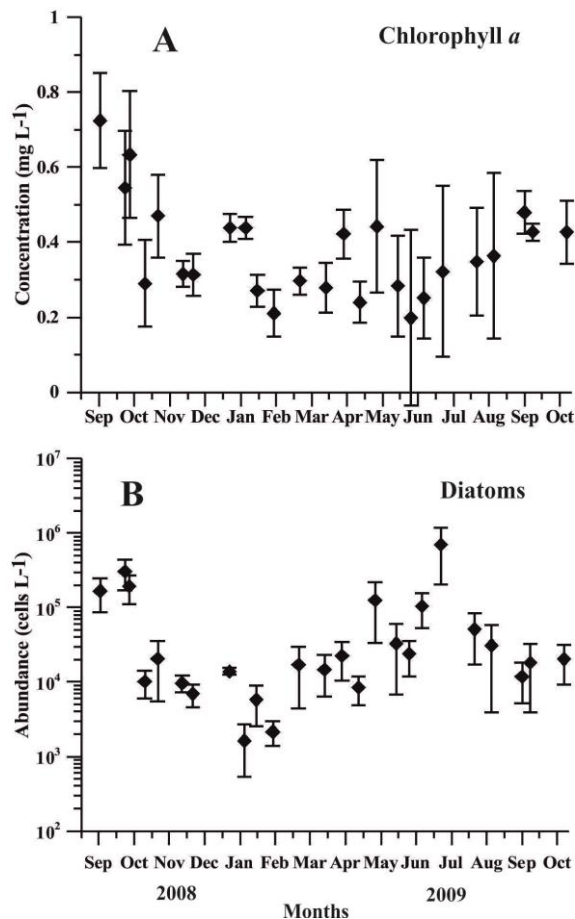 A
Chlorophyll a
Concentration (mg L-1)
1
0.8
0.6
0.4
0.2
0
Sep Oct Nov Dec Jan Feb Mar Apr May Jun Jul Aug Sep Oct
B
Diatoms
Abundance (cells L-1)
10⁷
10⁶
10⁵
10⁴
10³
10²
Sep Oct Nov Dec Jan Feb Mar Apr May Jun Jul Aug Sep Oct
2008 2009
Months